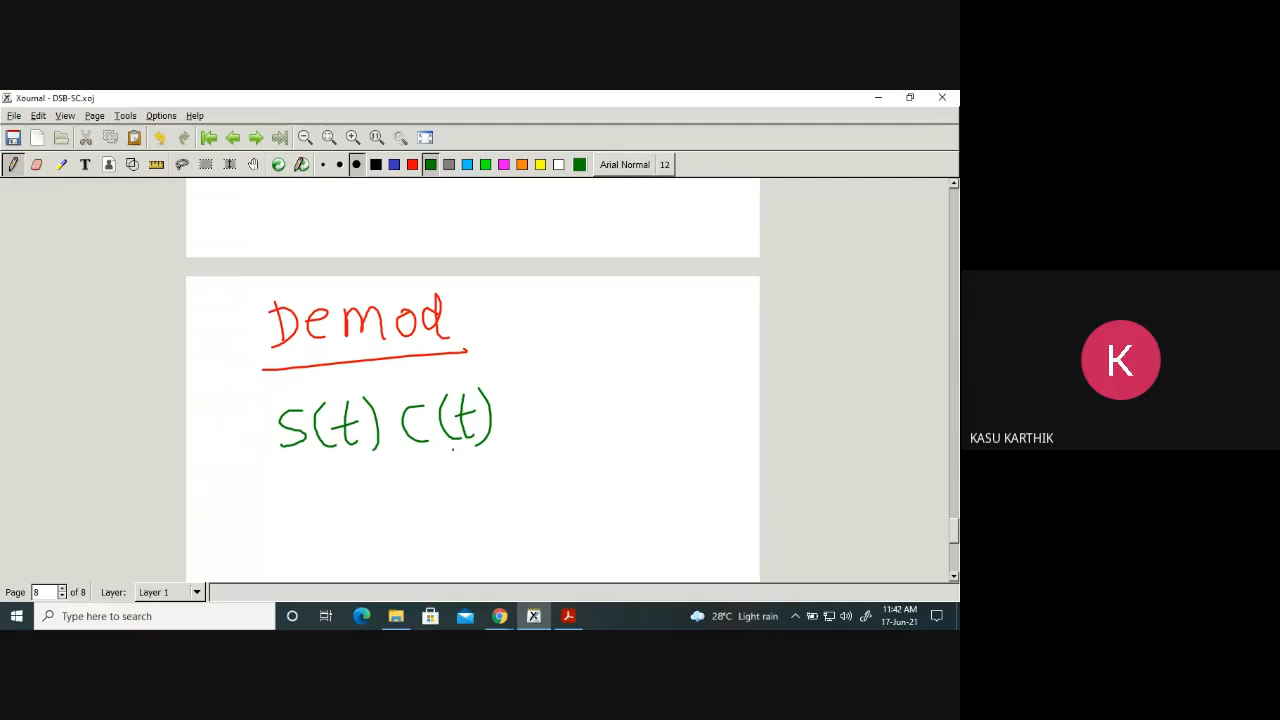 Xournal - DSB-SC.xoj
File Edit View Page Tools Options Help
Arial Normal 12
Demod
S(t) C(t)
K
KASU KARTHIK
Page 8 of 8 Layer: Layer 1
Type here to search
28°C Light rain
11:42 AM
17-Jun-21